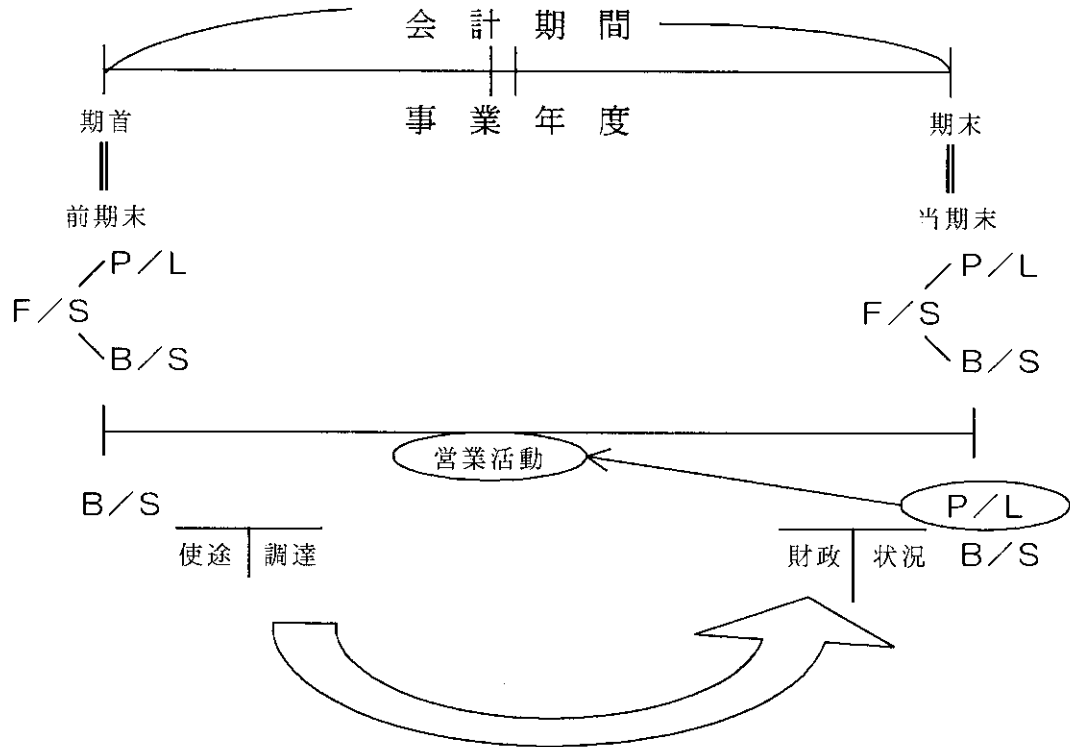 会計期間
事業年度
期首 期末
前期末 当期末
P/L P/L
F/S F/S
B/S B/S
営業活動
B/S P/L
使途 調達 財政 状況 B/S